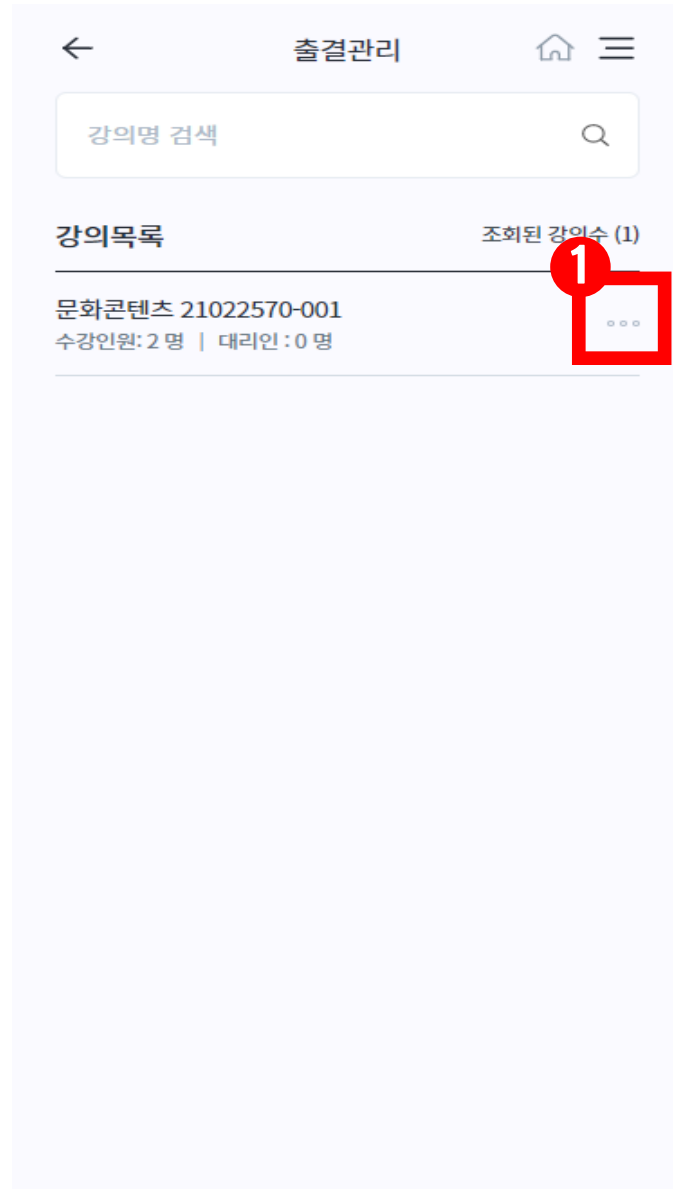 출결관리
강의명 검색
강의목록
조회된 강의수 (1)
1
문화콘텐츠 21022570-001
수강인원: 2 명 | 대리인 : 0 명